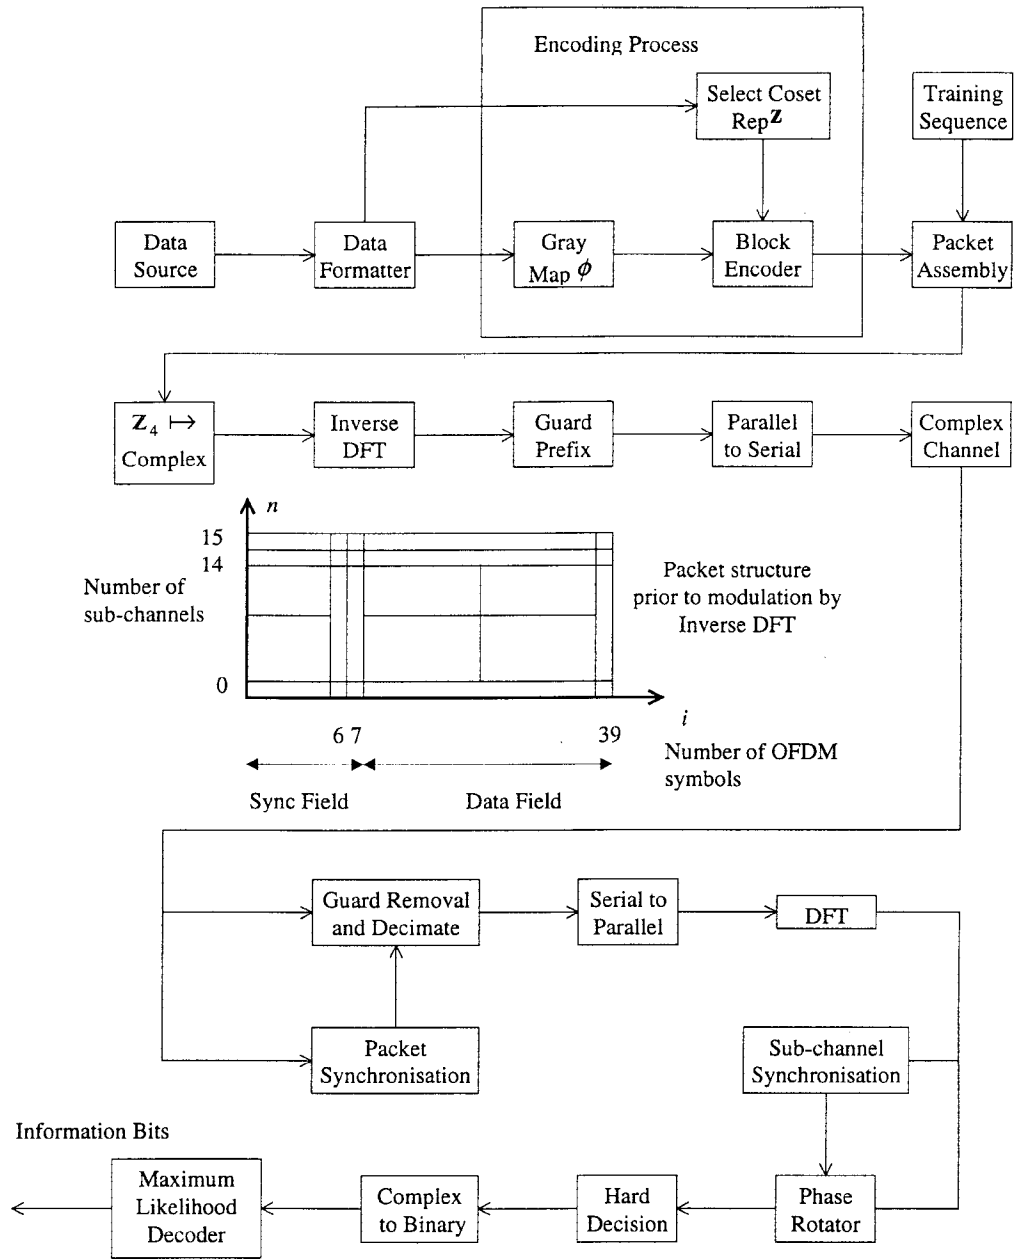 Encoding Process
Select Coset
Rep z
Training
Sequence
Data
Source
Data
Formatter
Gray
Map ϕ
Block
Encoder
Packet
Assembly
Z4 ↦
Complex
Inverse
DFT
Guard
Prefix
Parallel
to Serial
Complex
Channel
n
15
14
Number of
sub-channels
0
Packet structure
prior to modulation by
Inverse DFT
i
6 7
39
Number of OFDM
symbols
Sync Field
Data Field
Guard Removal
and Decimate
Serial to
Parallel
DFT
Packet
Synchronisation
Sub-channel
Synchronisation
Information Bits
Maximum
Likelihood
Decoder
Complex
to Binary
Hard
Decision
Phase
Rotator